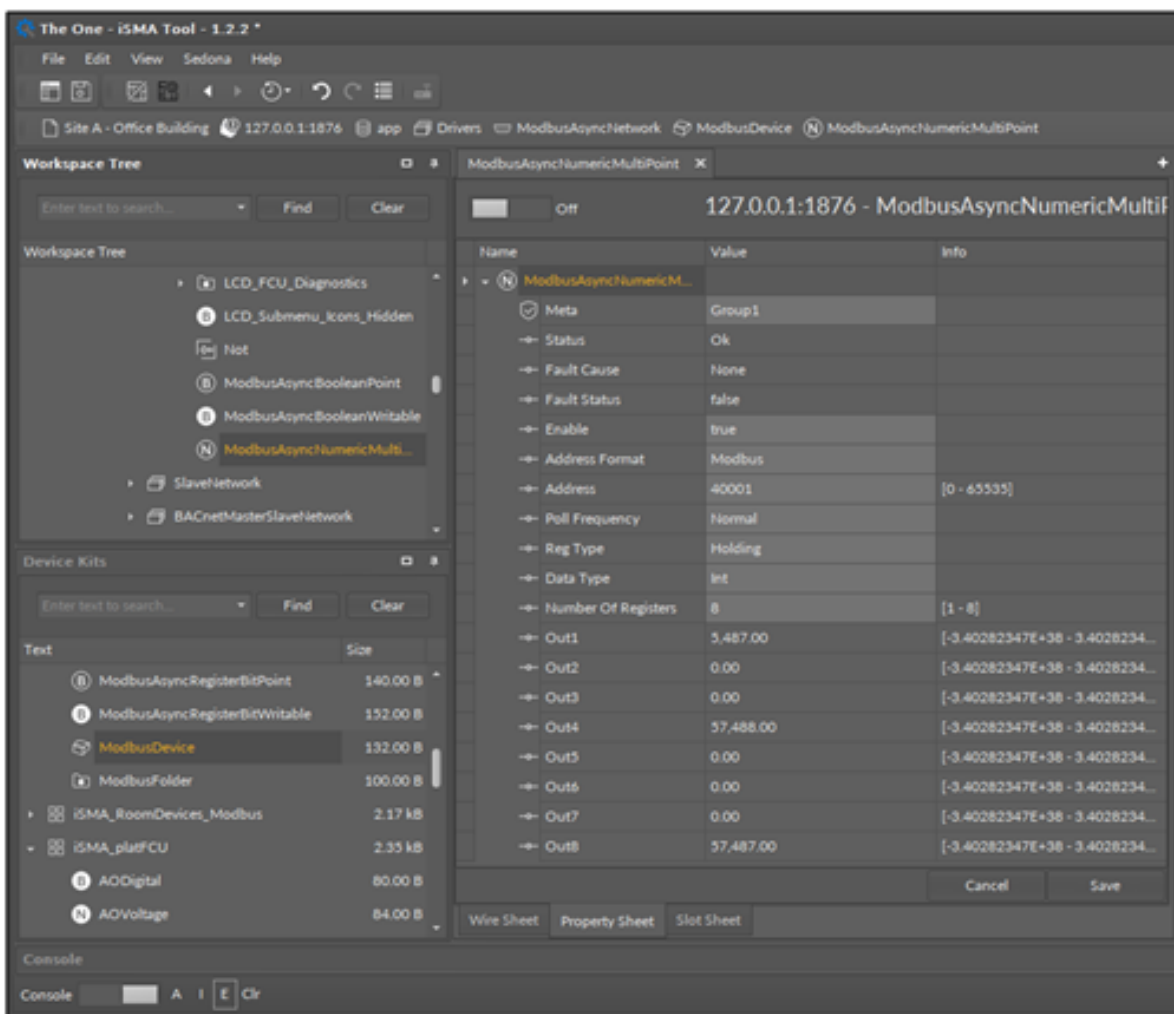 The One - iSMA Tool - 1.2.2 *
File Edit View Sedona Help
Site A - Office Building 127.0.0.1:1876 app Drivers ModbusAsyncNetwork ModbusDevice N ModbusAsyncNumericMultiPoint
Workspace Tree
Enter text to search... Find Clear
Workspace Tree
LCD_FCU_Diagnostics
B LCD_Submenu_Icons_Hidden
Not
B ModbusAsyncBooleanPoint
B ModbusAsyncBooleanWritable
N ModbusAsyncNumericMulti...
SlaveNetwork
BACnetMasterSlaveNetwork
Device Kits
Enter text to search... Find Clear
Text Size
B ModbusAsyncRegisterBitPoint 140.00 B
B ModbusAsyncRegisterBitWritable 152.00 B
ModbusDevice 132.00 B
ModbusFolder 100.00 B
iSMA_RoomDevices_Modbus 2.17 kB
iSMA_platFCU 2.35 kB
B AODigital 80.00 B
N AOVoltage 84.00 B
ModbusAsyncNumericMultiPoint
Off 127.0.0.1:1876 - ModbusAsyncNumericMultiP
Name Value Info
N ModbusAsyncNumericM...
Meta Group1
Status Ok
Fault Cause None
Fault Status false
Enable true
Address Format Modbus
Address 40001 [0 - 65535]
Poll Frequency Normal
Reg Type Holding
Data Type Int
Number Of Registers 8 [1 - 8]
Out1 5,487.00 [-3.40282347E+38 - 3.4028234...
Out2 0.00 [-3.40282347E+38 - 3.4028234...
Out3 0.00 [-3.40282347E+38 - 3.4028234...
Out4 57,488.00 [-3.40282347E+38 - 3.4028234...
Out5 0.00 [-3.40282347E+38 - 3.4028234...
Out6 0.00 [-3.40282347E+38 - 3.4028234...
Out7 0.00 [-3.40282347E+38 - 3.4028234...
Out8 57,487.00 [-3.40282347E+38 - 3.4028234...
Cancel Save
Wire Sheet Property Sheet Slot Sheet
Console
Console A I E Clr